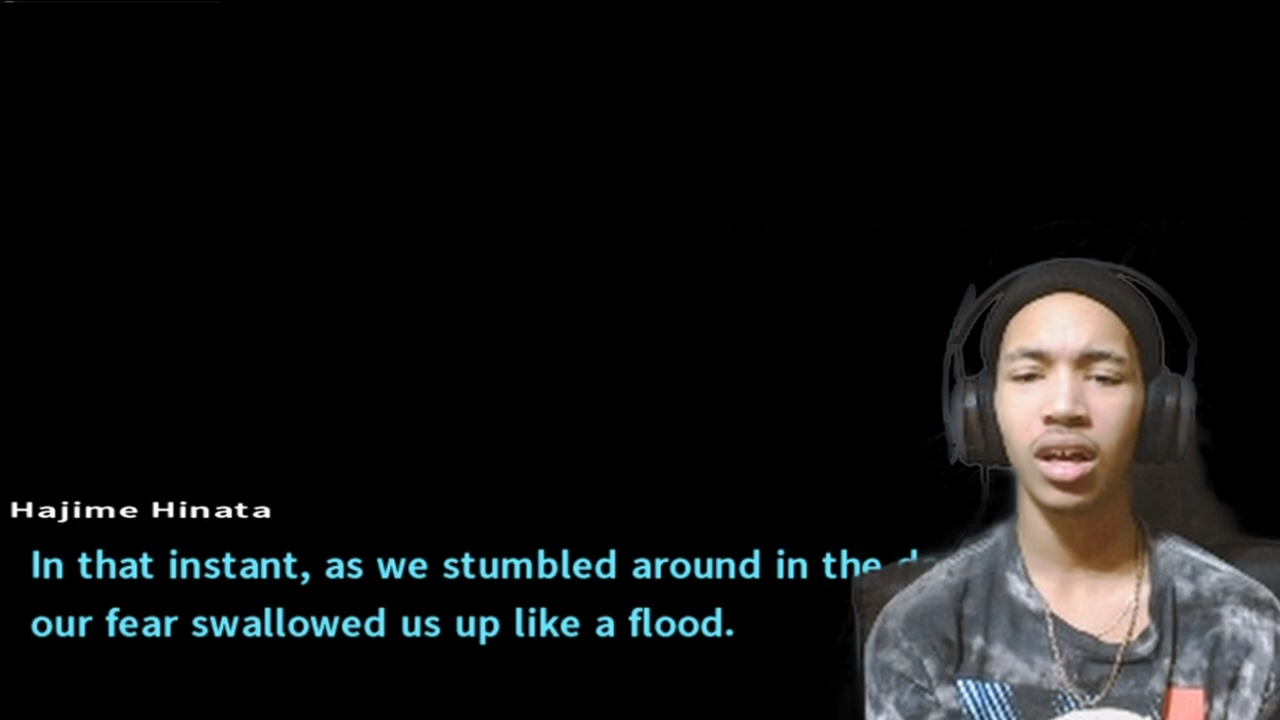 Hajime Hinata
In that instant, as we stumbled around in the
our fear swallowed us up like a flood.